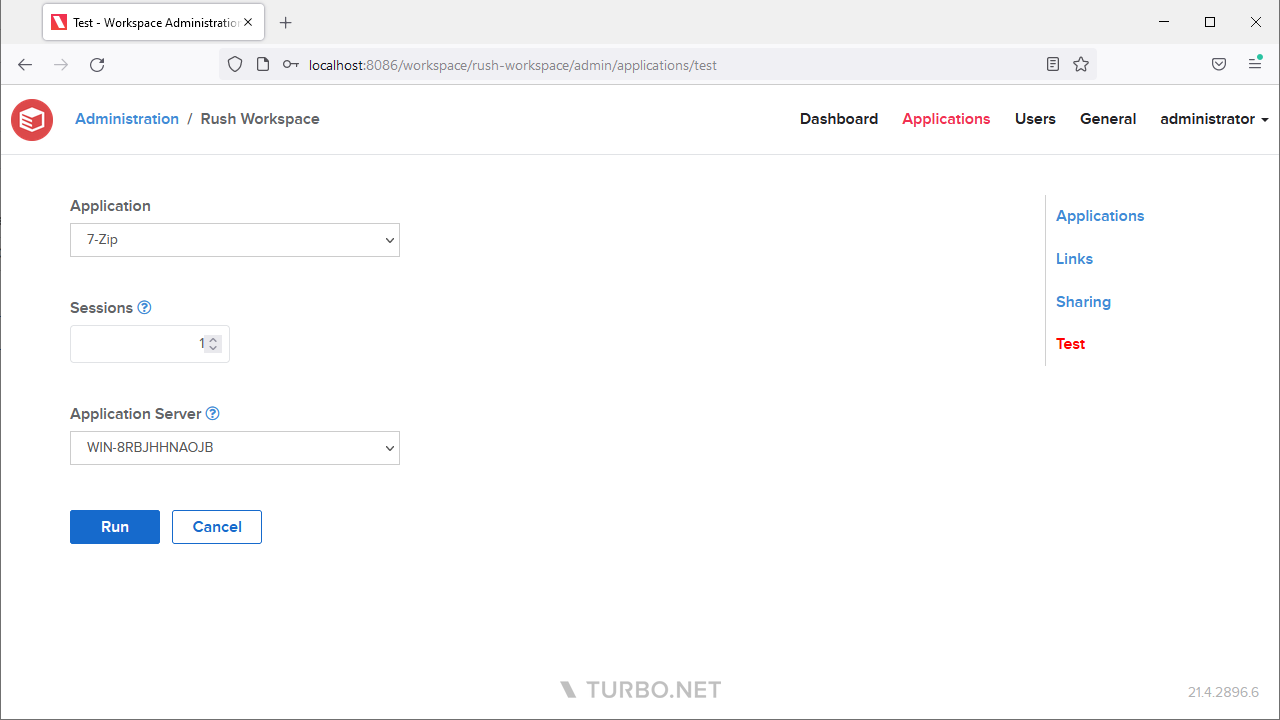 Test - Workspace Administration
localhost:8086/workspace/rush-workspace/admin/applications/test
Administration / Rush Workspace
Dashboard Applications Users General administrator
Application
7-Zip
Sessions
1
Application Server
WIN-8RBJHHNAOJB
Run Cancel
Applications
Links
Sharing
Test
TURBO.NET
21.4.2896.6